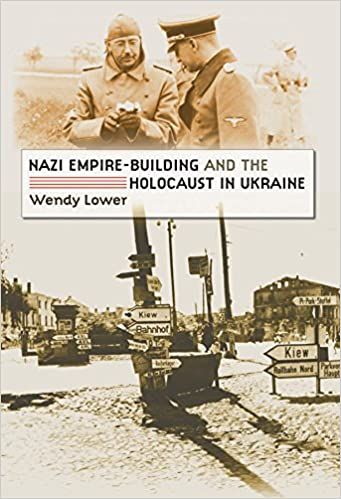 NAZI EMPIRE-BUILDING AND THE
HOLOCAUST IN UKRAINE
Wendy Lower
Kiew
Bahnhof
Kiew
Rollbahn Nord